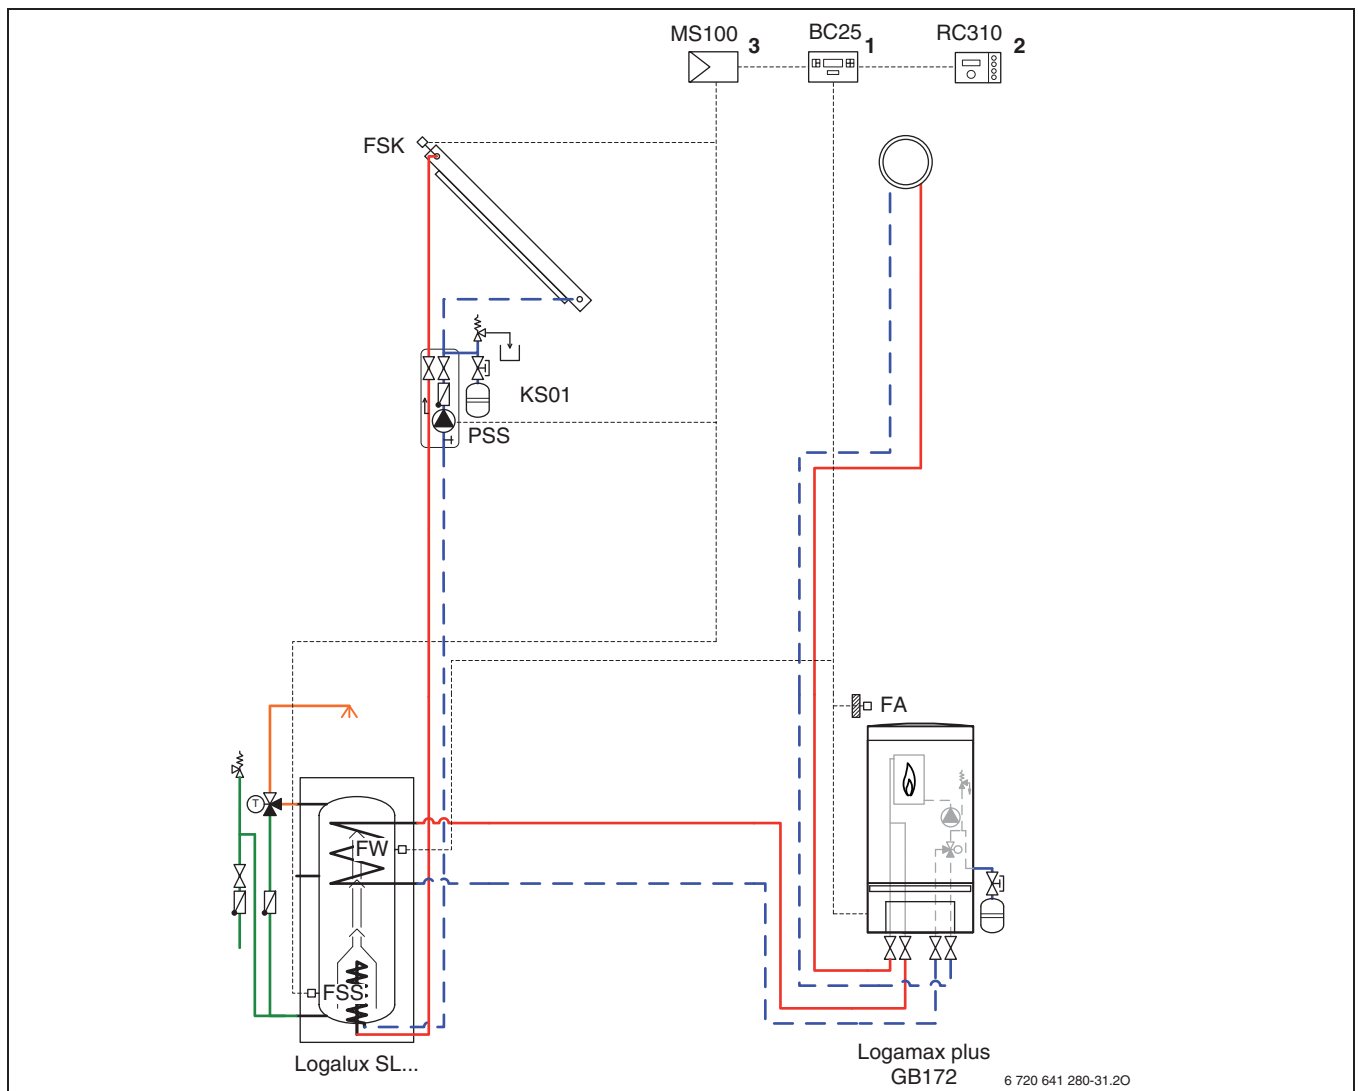 MS100 3
BC25 1
RC310 2
FSK
KS01
PSS
FA
T
FW
FSS
Logalux SL...
Logamax plus
GB172
6 720 641 280-31.2O